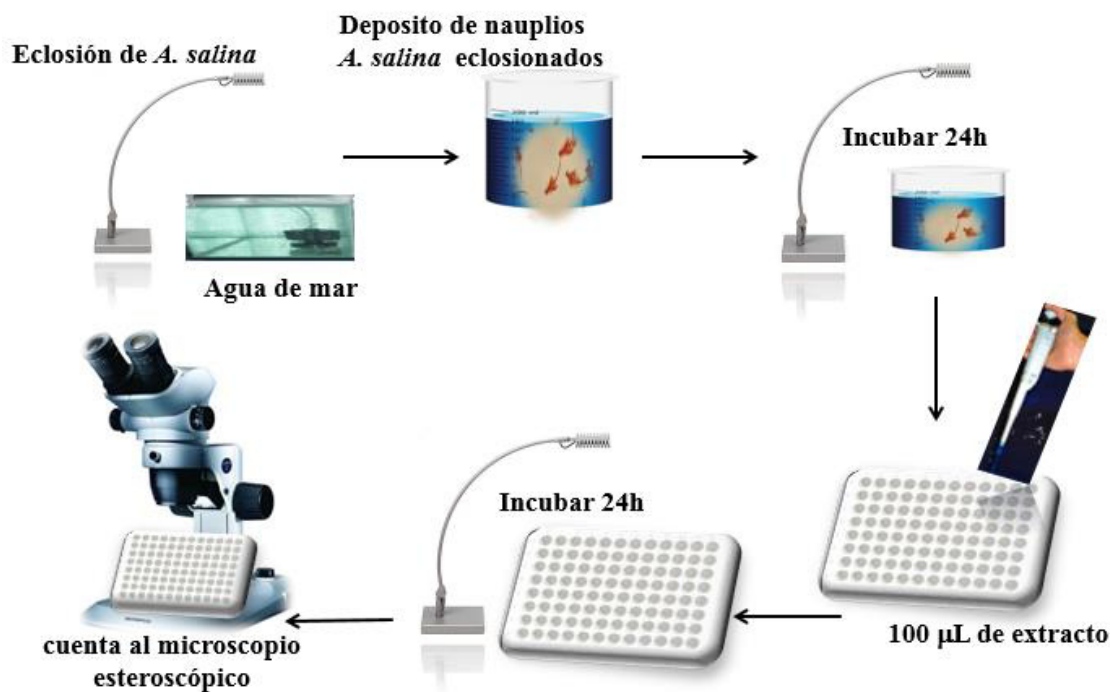 Eclosión de A. salina
Deposito de nauplios
A. salina eclosionados
Agua de mar
Incubar 24h
100 µL de extracto
Incubar 24h
cuenta al microscopio
esteroscópico